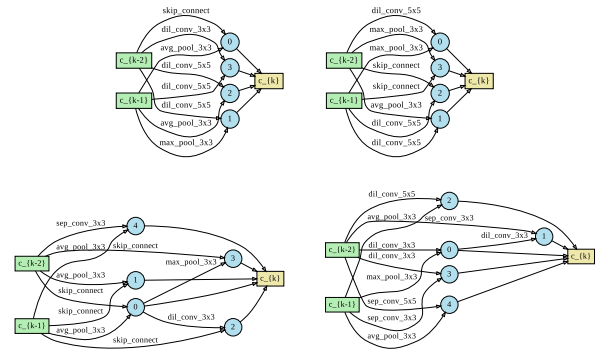 skip_connect
dil_conv_3x3
0
avg_pool_3x3
c_{k-2}
3
dil_conv_5x5
c_{k}
c_{k-1}
2
dil_conv_5x5
dil_conv_5x5
avg_pool_3x3
1
max_pool_3x3
dil_conv_5x5
max_pool_3x3
0
max_pool_3x3
c_{k-2}
skip_connect
3
c_{k}
skip_connect
c_{k-1}
2
avg_pool_3x3
dil_conv_5x5
1
dil_conv_5x5
sep_conv_3x3
4
avg_pool_3x3
skip_connect
c_{k-2}
max_pool_3x3
3
avg_pool_3x3
1
c_{k}
skip_connect
skip_connect
0
dil_conv_3x3
c_{k-1}
avg_pool_3x3
2
skip_connect
dil_conv_5x5
2
avg_pool_3x3
sep_conv_3x3
dil_conv_3x3
1
c_{k-2}
dil_conv_3x3
0
dil_conv_3x3
c_{k}
max_pool_3x3
3
c_{k-1}
sep_conv_5x5
4
sep_conv_3x3
avg_pool_3x3